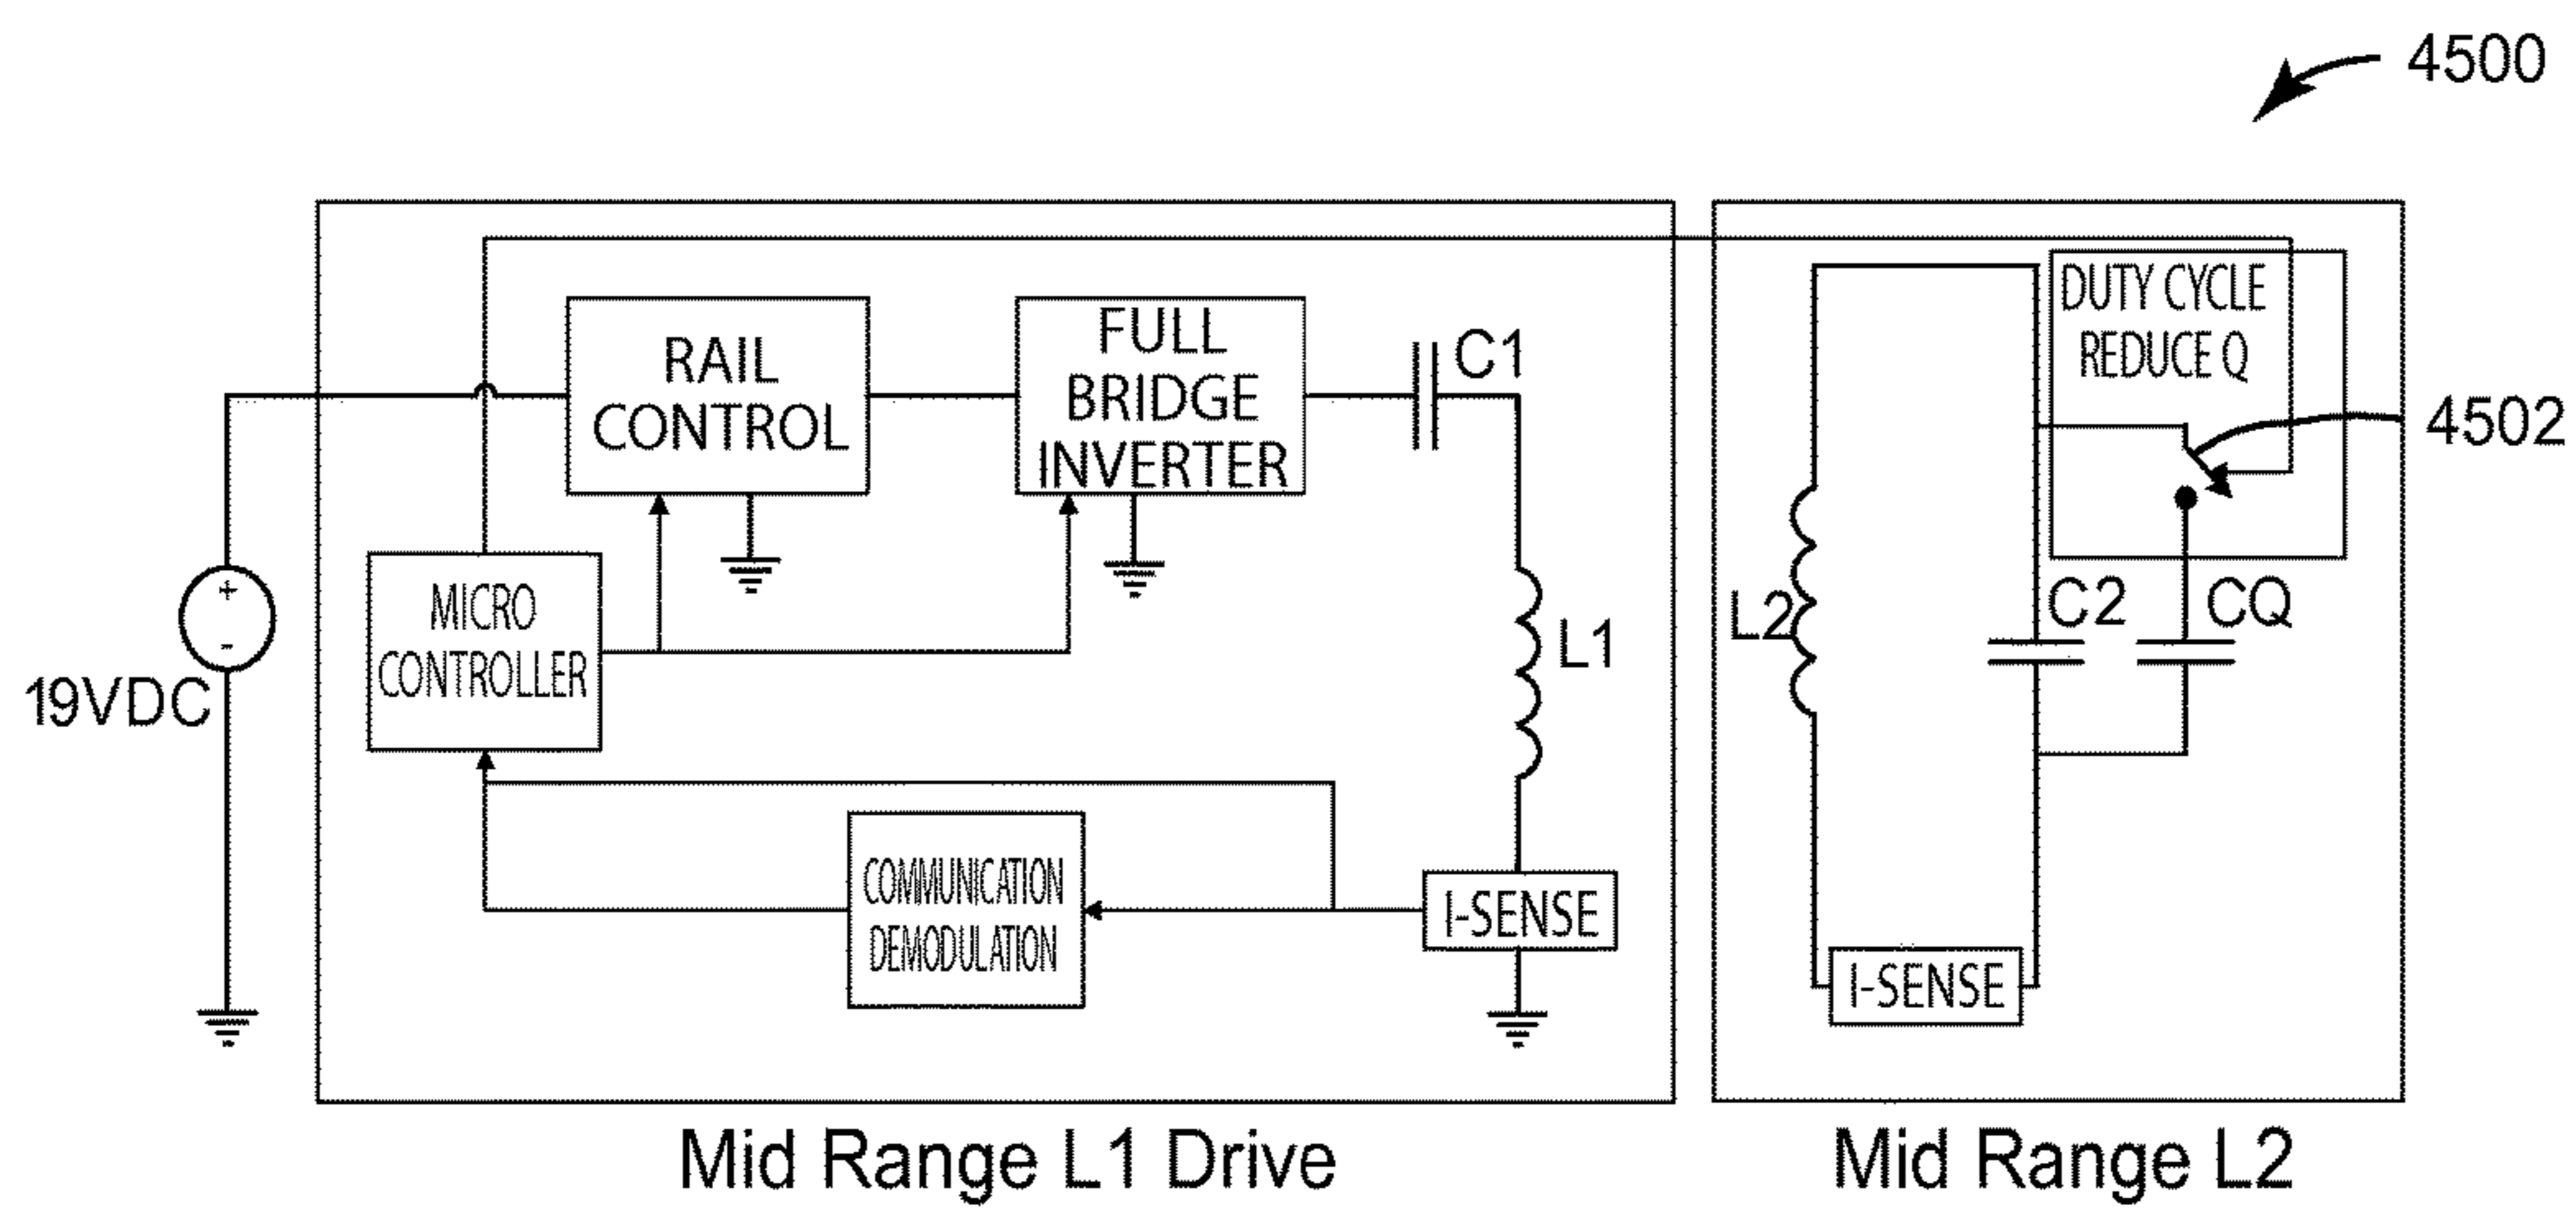 4500
RAIL
CONTROL
FULL
BRIDGE
INVERTER
C1
DUTY CYCLE
REDUCE Q
4502
MICRO
CONTROLLER
+
-
19VDC
L1
L2
C2
CQ
COMMUNICATION
DEMODULATION
I-SENSE
I-SENSE
Mid Range L1 Drive
Mid Range L2